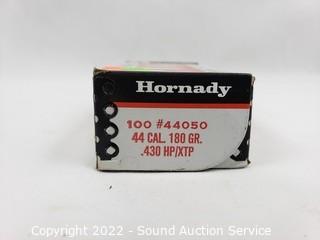 Hornady
100 #44050
44 CAL. 180 GR.
.430 HP/XTP
Copyright 2022 - Sound Auction Service